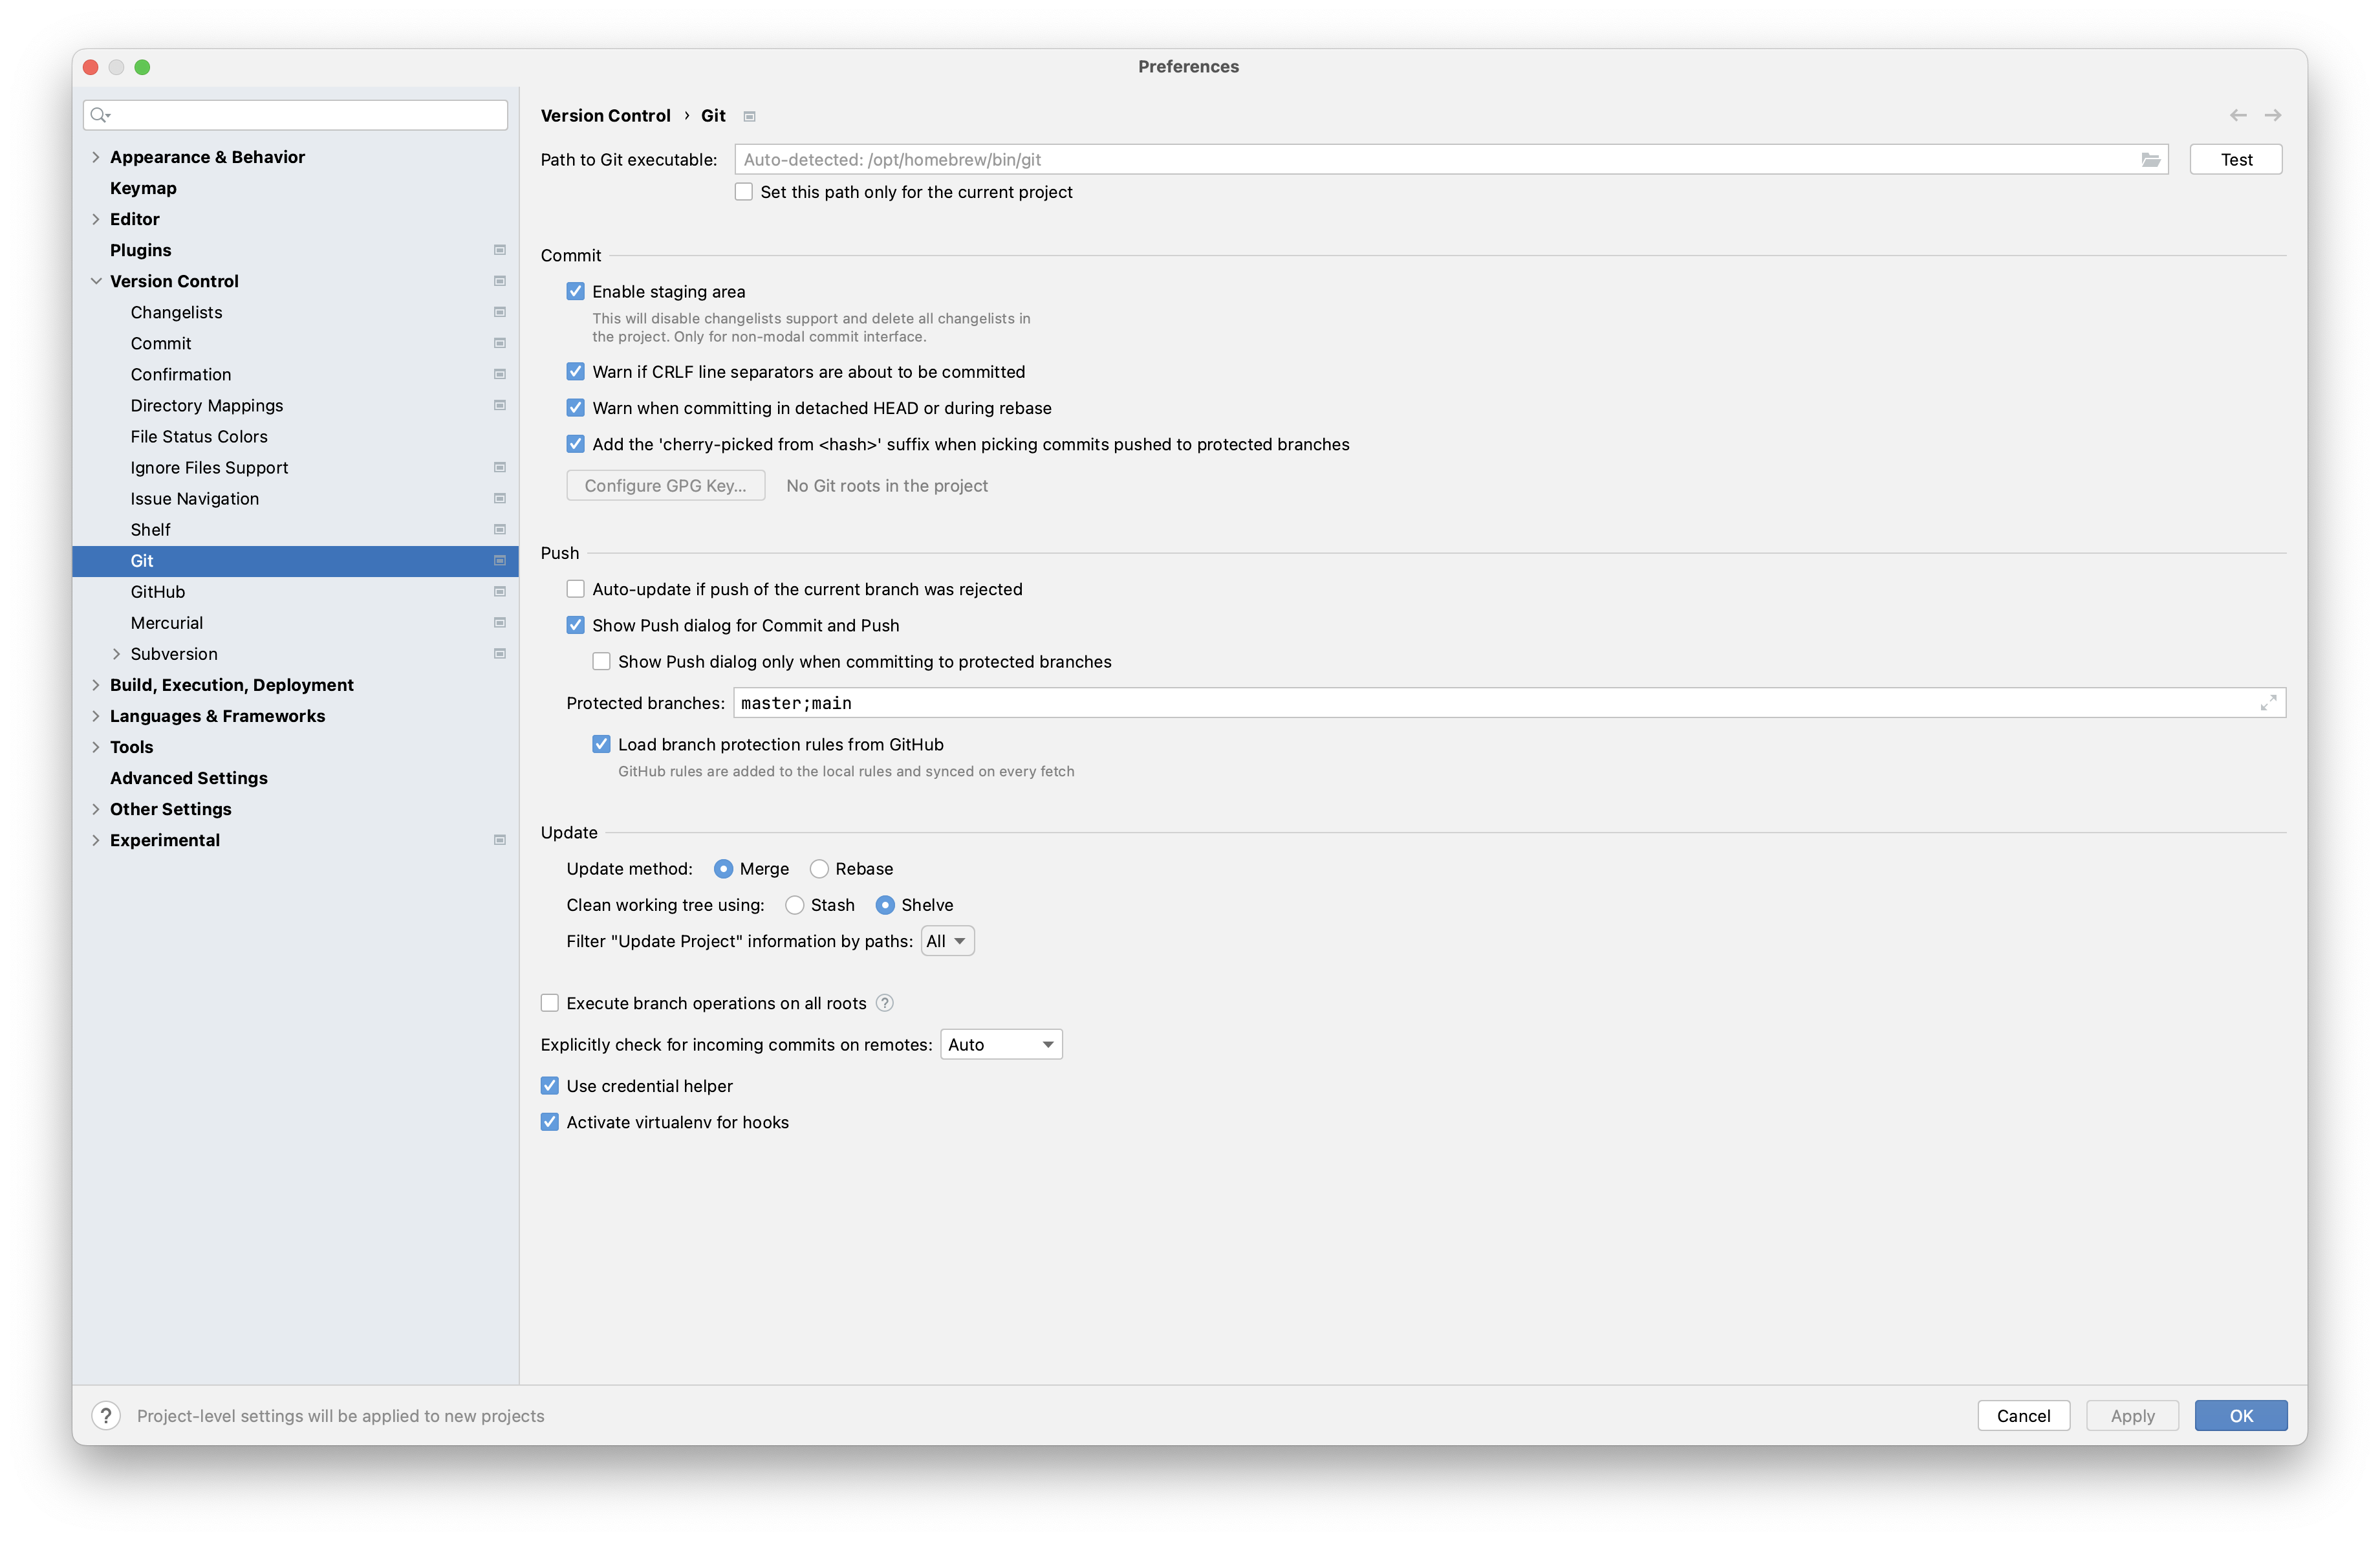 Preferences
Appearance & Behavior
Keymap
Editor
Plugins
Version Control
Changelists
Commit
Confirmation
Directory Mappings
File Status Colors
Ignore Files Support
Issue Navigation
Shelf
Git
GitHub
Mercurial
Subversion
Build, Execution, Deployment
Languages & Frameworks
Tools
Advanced Settings
Other Settings
Experimental
Version Control › Git
Path to Git executable: Auto-detected: /opt/homebrew/bin/git Test
Set this path only for the current project
Commit
Enable staging area
This will disable changelists support and delete all changelists in
the project. Only for non-modal commit interface.
Warn if CRLF line separators are about to be committed
Warn when committing in detached HEAD or during rebase
Add the 'cherry-picked from <hash>' suffix when picking commits pushed to protected branches
Configure GPG Key... No Git roots in the project
Push
Auto-update if push of the current branch was rejected
Show Push dialog for Commit and Push
Show Push dialog only when committing to protected branches
Protected branches: master;main
Load branch protection rules from GitHub
GitHub rules are added to the local rules and synced on every fetch
Update
Update method: Merge Rebase
Clean working tree using: Stash Shelve
Filter "Update Project" information by paths: All
Execute branch operations on all roots ?
Explicitly check for incoming commits on remotes: Auto
Use credential helper
Activate virtualenv for hooks
? Project-level settings will be applied to new projects Cancel Apply OK